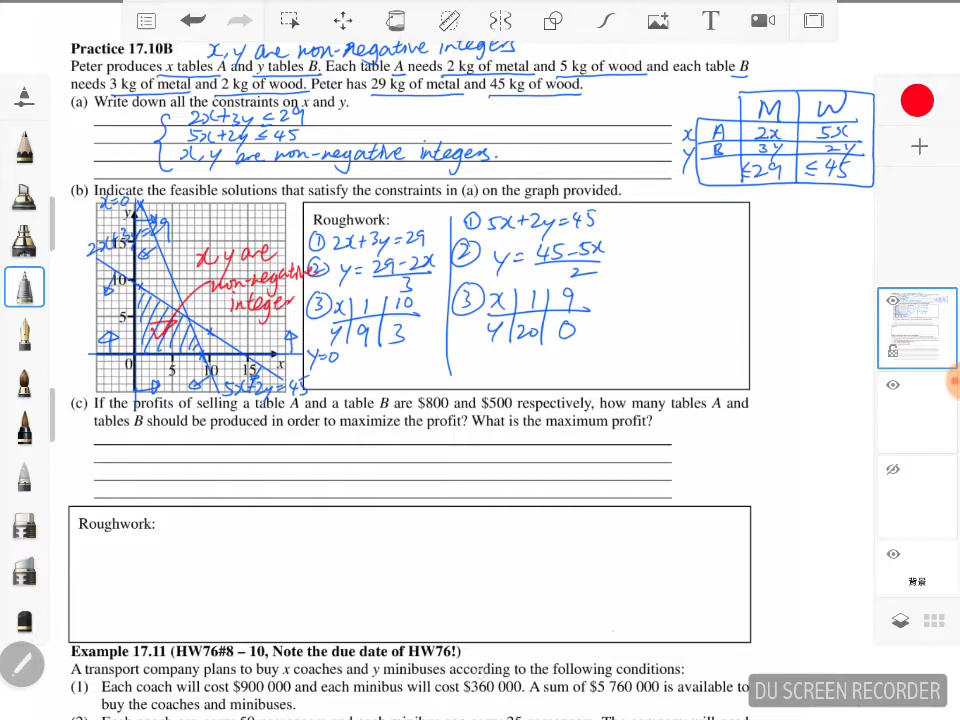 Practice 17.10B x, y are non-negative integers
Peter produces x tables A and y tables B. Each table A needs 2 kg of metal and 5 kg of wood and each table B
needs 3 kg of metal and 2 kg of wood. Peter has 29 kg of metal and 45 kg of wood.
(a) Write down all the constraints on x and y.
2x+3y ≤ 29
5x+2y ≤ 45
x, y are non-negative integers.
M W
x A 2x 5x
y B 3y 2y
≤29 ≤45
(b) Indicate the feasible solutions that satisfy the constraints in (a) on the graph provided.
x=0
y
2x+3y=29
15
10
5
0 5 10 15 x
y=0
5x+2y=45
x, y are
non-negative
integer
Roughwork:
① 2x+3y=29
② y = 29-2x/3
③ x 1 10
y 9 3
① 5x+2y=45
② y = 45-5x/2
③ x 1 9
y 20 0
(c) If the profits of selling a table A and a table B are $800 and $500 respectively, how many tables A and
tables B should be produced in order to maximize the profit? What is the maximum profit?
Roughwork:
Example 17.11 (HW76#8 – 10, Note the due date of HW76!)
A transport company plans to buy x coaches and y minibuses according to the following conditions:
(1) Each coach will cost $900 000 and each minibus will cost $360 000. A sum of $5 760 000 is available to
buy the coaches and minibuses.
背景
DU SCREEN RECORDER